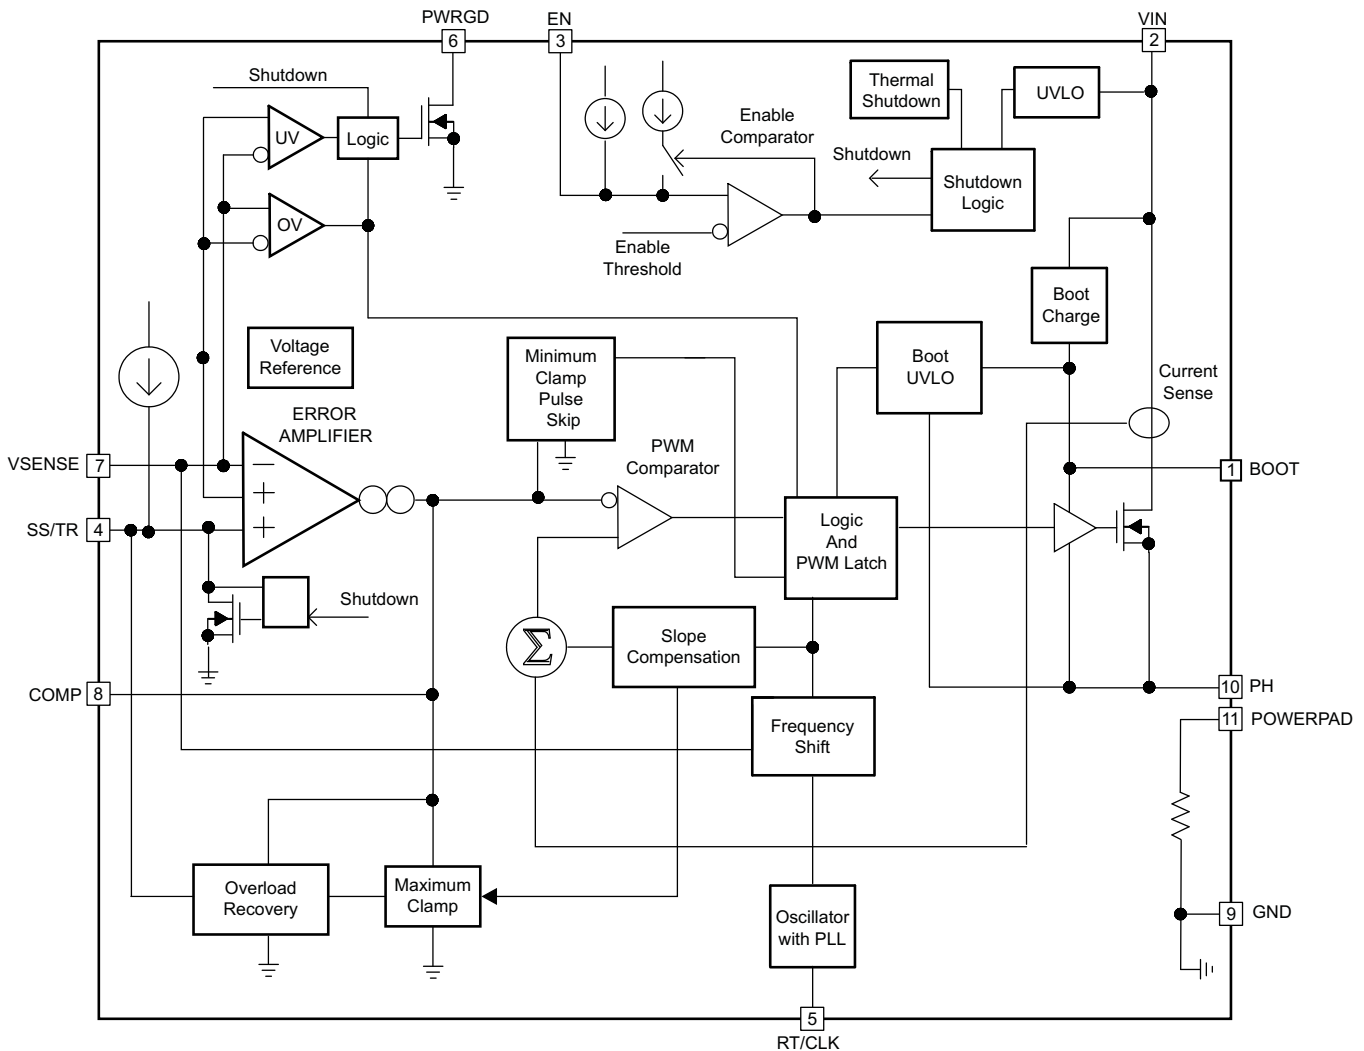 PWRGD
EN
VIN
6
3
2
Shutdown
Thermal
Shutdown
UVLO
Enable
Comparator
UV
Logic
Shutdown
Shutdown
Logic
OV
Enable
Threshold
Boot
Charge
Voltage
Reference
Minimum
Clamp
Pulse
Skip
Boot
UVLO
Current
Sense
ERROR
AMPLIFIER
PWM
Comparator
VSENSE
7
−
+
+
1
BOOT
SS/TR
4
Logic
And
PWM Latch
Shutdown
Σ
Slope
Compensation
COMP
8
10
PH
11
POWERPAD
Frequency
Shift
Overload
Recovery
Maximum
Clamp
Oscillator
with PLL
9
GND
5
RT/CLK